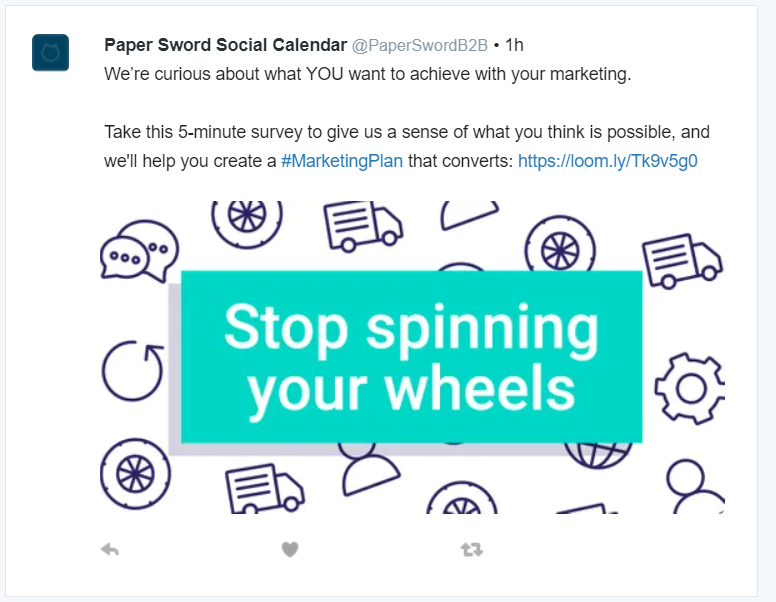 Paper Sword Social Calendar @PaperSwordB2B • 1h
We’re curious about what YOU want to achieve with your marketing.
Take this 5-minute survey to give us a sense of what you think is possible, and
we'll help you create a #MarketingPlan that converts: https://loom.ly/Tk9v5g0
Stop spinning
your wheels